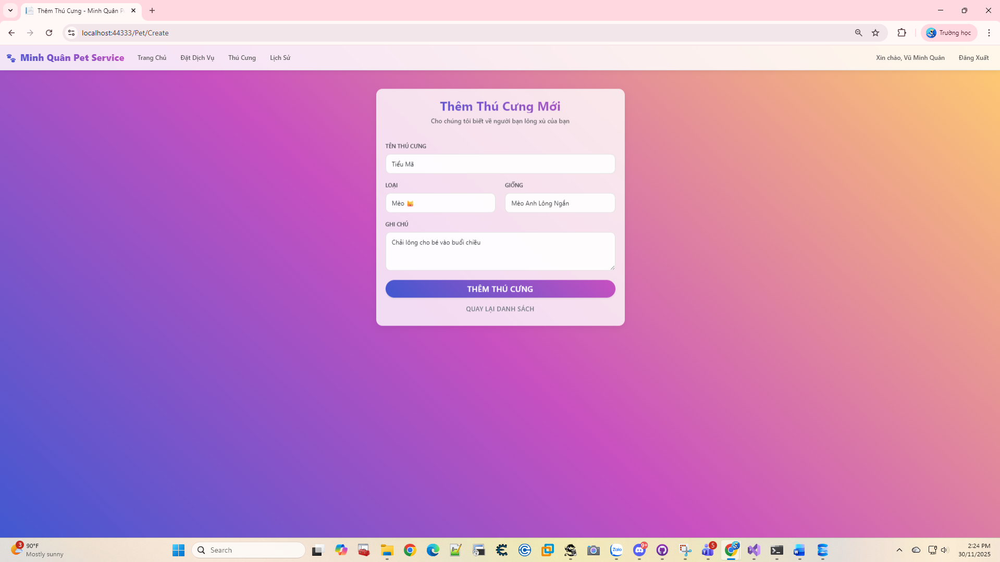 Thêm Thú Cưng - Minh Quân P
localhost:44333/Pet/Create
Trường học
Minh Quân Pet Service
Trang Chủ
Đặt Dịch Vụ
Thú Cưng
Lịch Sử
Xin chào, Vũ Minh Quân
Đăng Xuất
Thêm Thú Cưng Mới
Cho chúng tôi biết về người bạn lông xù của bạn
TÊN THÚ CƯNG
Tiểu Mã
LOẠI
GIỐNG
Mèo 🐱
Mèo Anh Lông Ngắn
GHI CHÚ
Chải lông cho bé vào buổi chiều
THÊM THÚ CƯNG
QUAY LẠI DANH SÁCH
3
90°F
Mostly sunny
Search
Zalo
9+
5
2:24 PM
30/11/2025